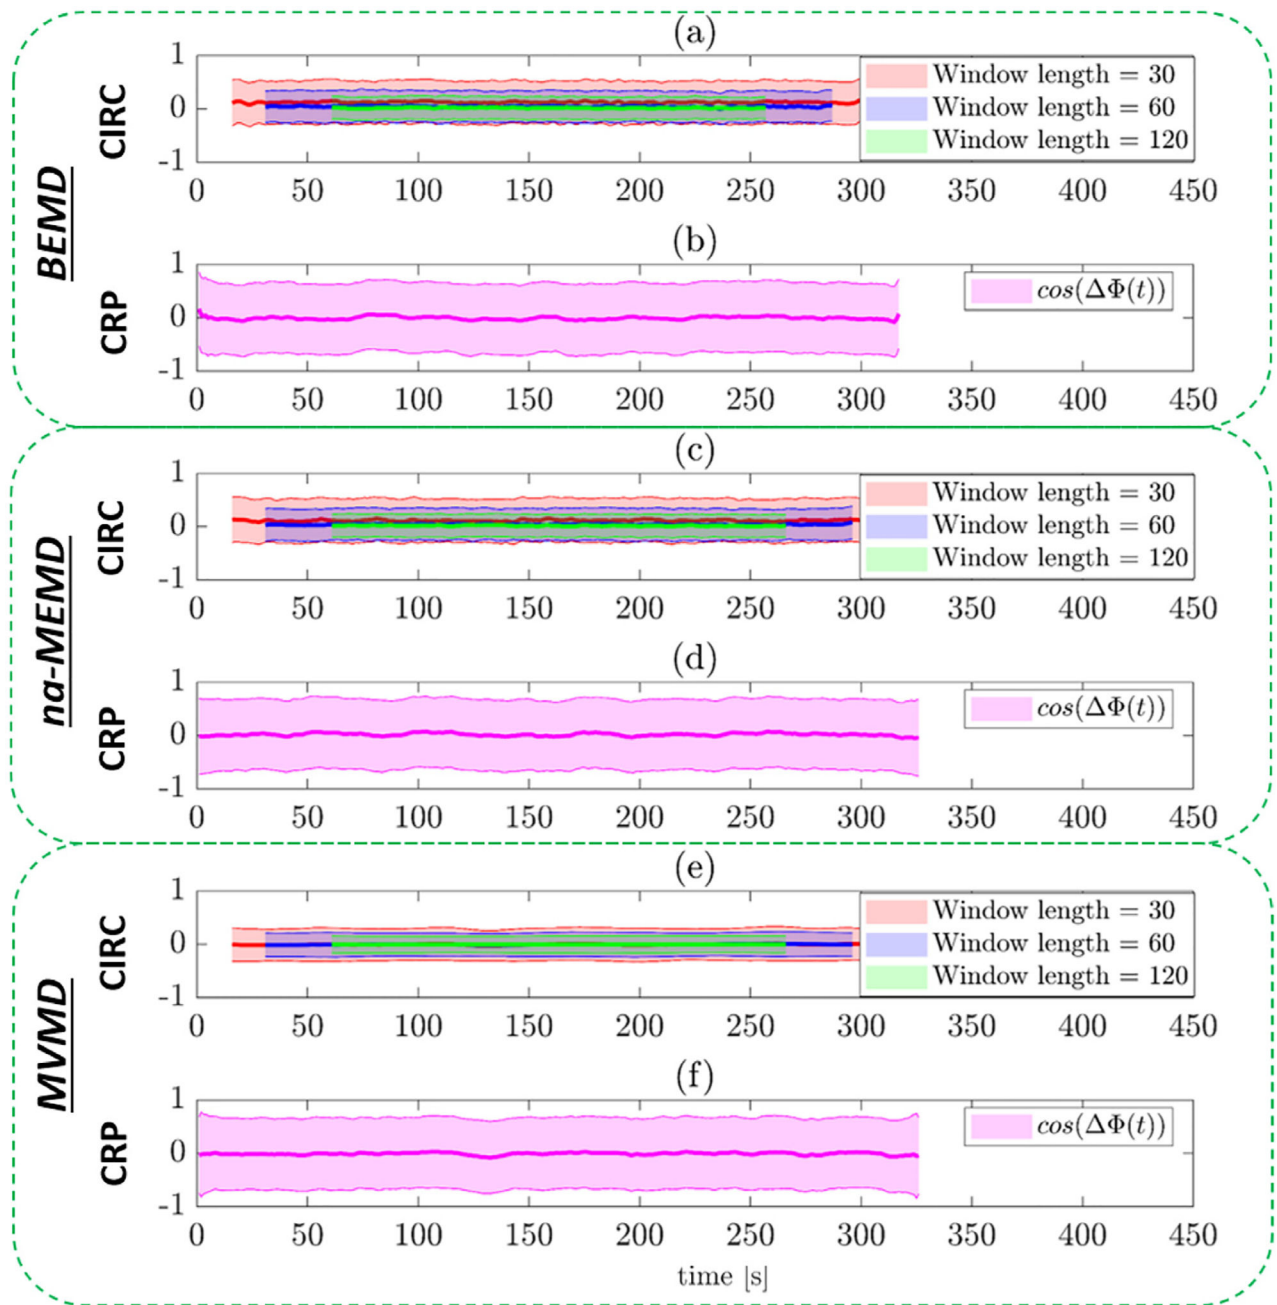 BEMD
(a)
CIRC
1
0
-1
Window length = 30
Window length = 60
Window length = 120
0 50 100 150 200 250 300 350 400 450
(b)
CRP
1
0
-1
cos(ΔΦ(t))
0 50 100 150 200 250 300 350 400 450
na-MEMD
(c)
CIRC
1
0
-1
Window length = 30
Window length = 60
Window length = 120
0 50 100 150 200 250 300 350 400 450
(d)
CRP
1
0
-1
cos(ΔΦ(t))
0 50 100 150 200 250 300 350 400 450
MVMD
(e)
CIRC
1
0
-1
Window length = 30
Window length = 60
Window length = 120
0 50 100 150 200 250 300 350 400 450
(f)
CRP
1
0
-1
cos(ΔΦ(t))
0 50 100 150 200 250 300 350 400 450
time [s]